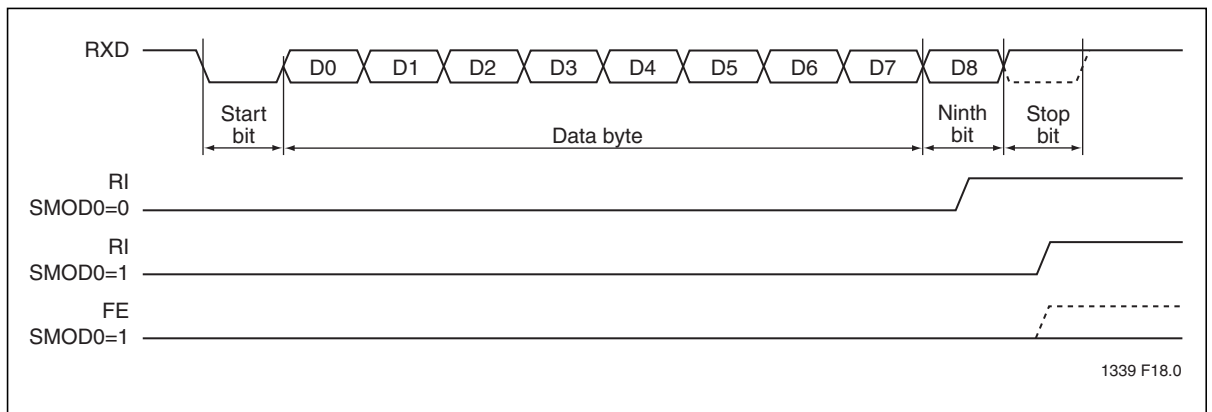 RXD
D0 D1 D2 D3 D4 D5 D6 D7 D8
Start bit
Data byte
Ninth bit
Stop bit
RI
SMOD0=0
RI
SMOD0=1
FE
SMOD0=1
1339 F18.0